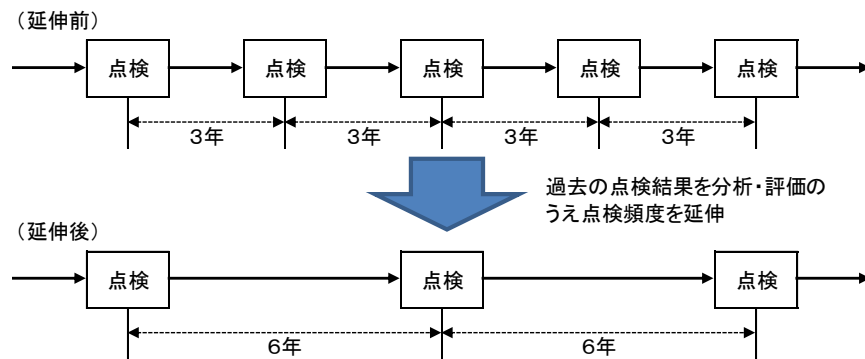 （延伸前）
点検
点検
点検
点検
点検
３年
３年
３年
３年
過去の点検結果を分析・評価の
うえ点検頻度を延伸
（延伸後）
点検
点検
点検
６年
６年